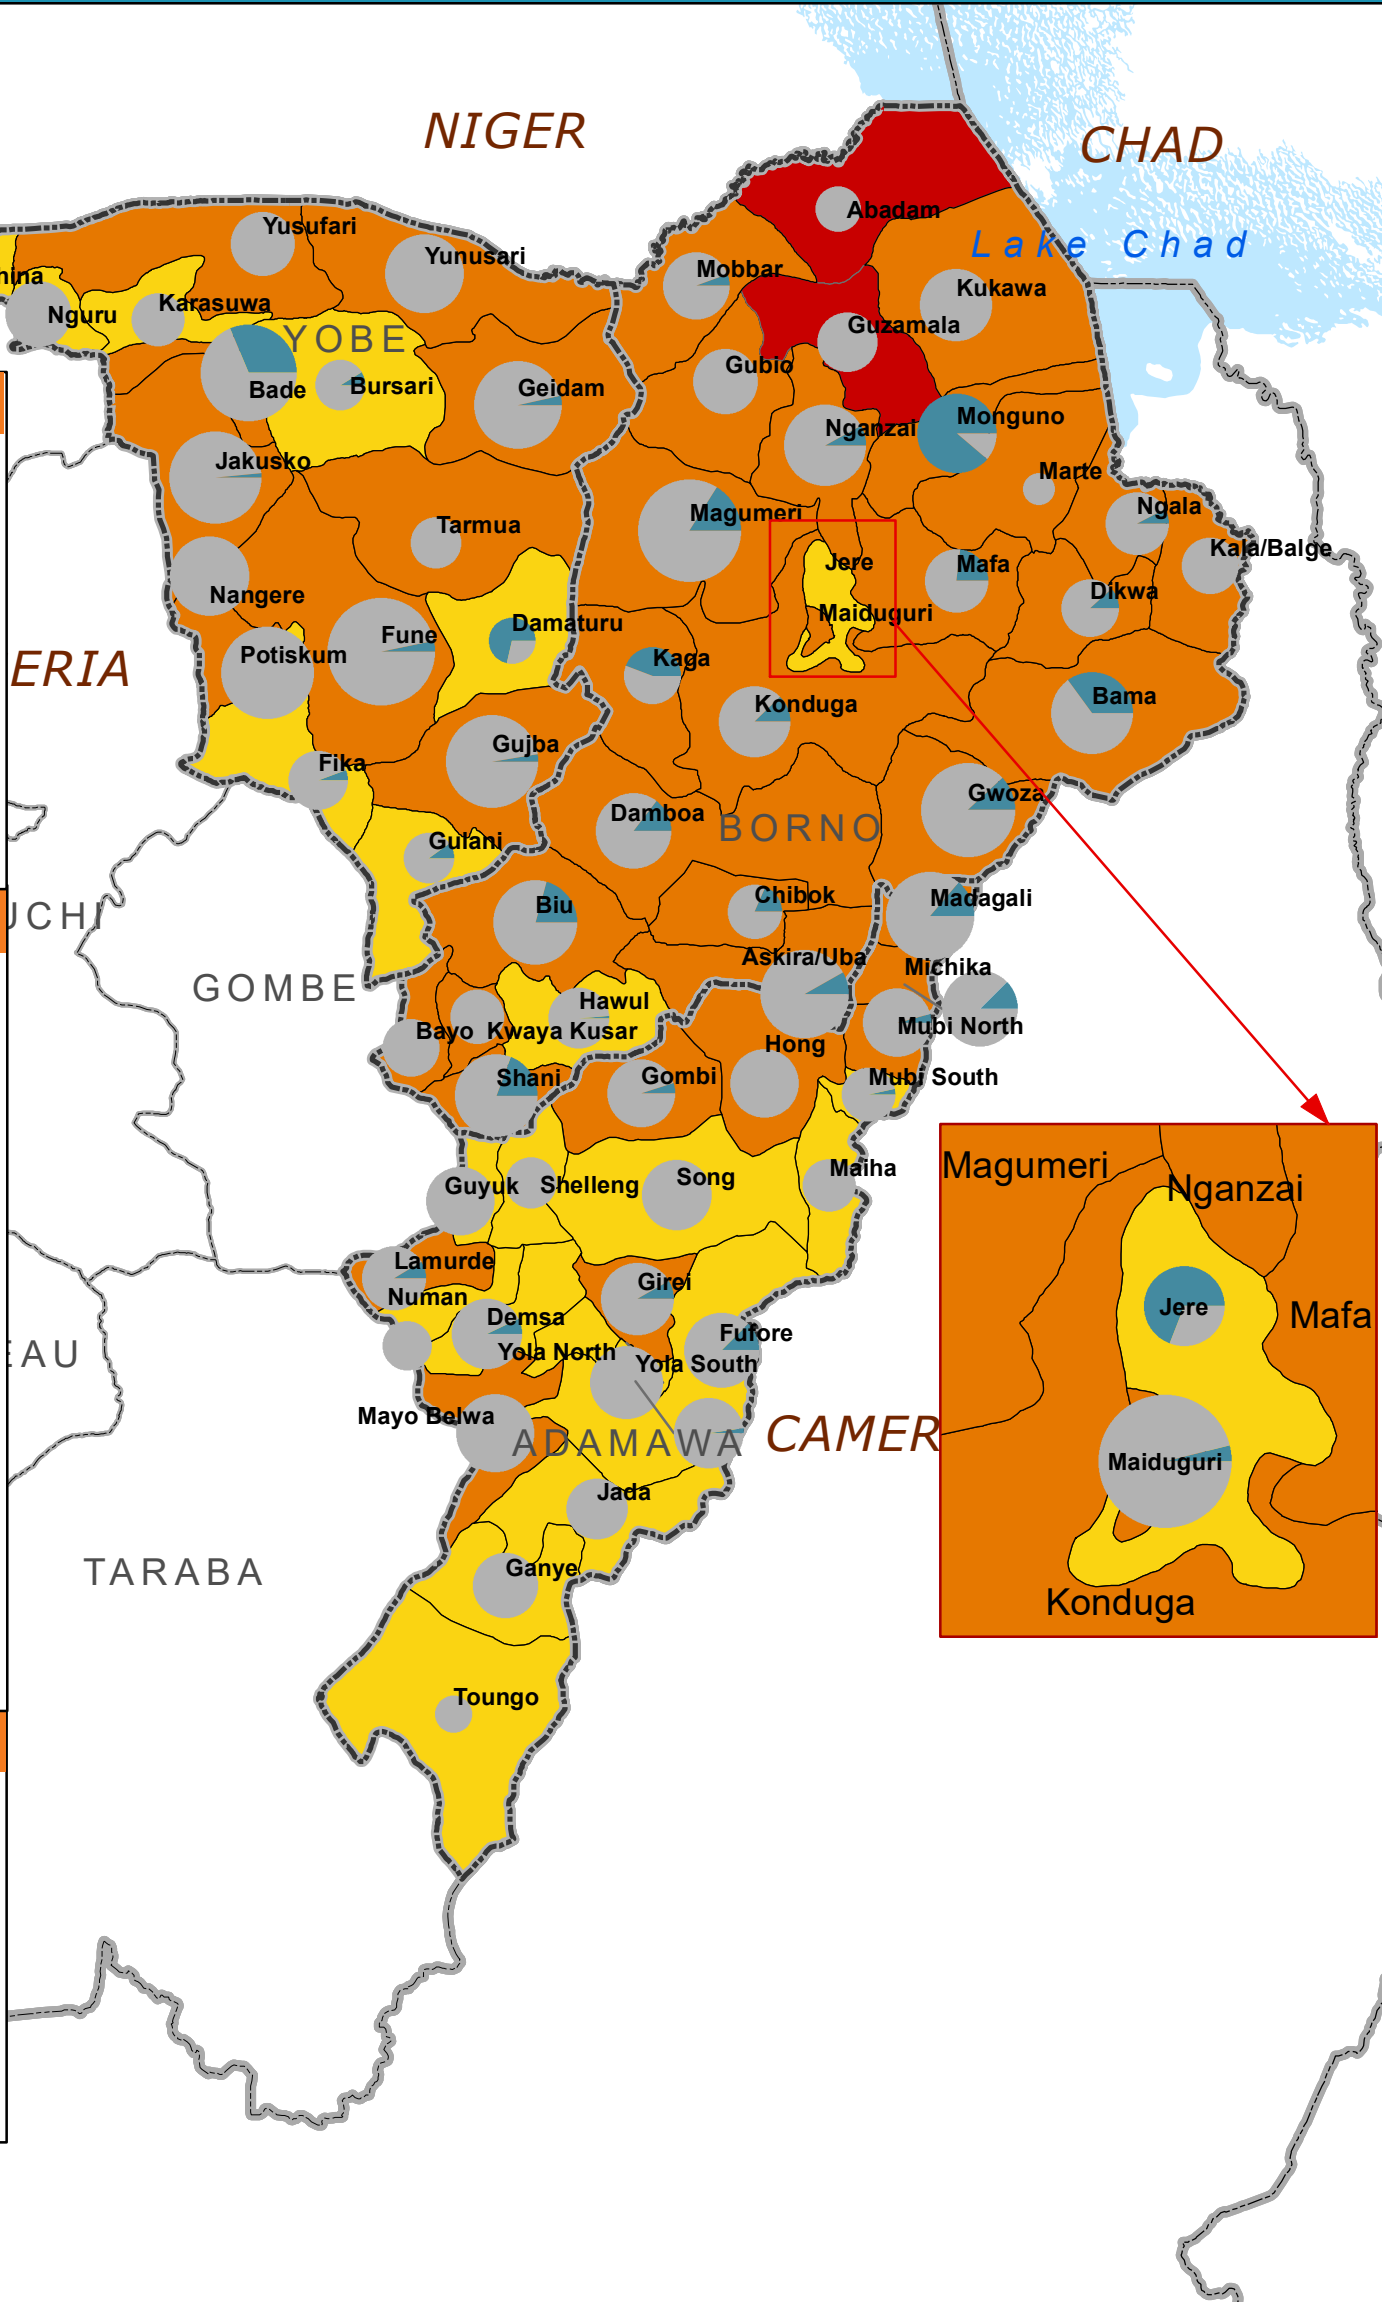 NIGER
CHAD
Lake Chad
Abadam
Yusufari
Yunusari
Mobbar
hina
Kukawa
Nguru
Karasuwa
YOBE
Guzamala
Gubio
Bade
Bursari
Geidam
Monguno
Nganzai
Jakusko
Marte
Magumeri
Ngala
Tarmua
Kala/Balge
Jere
Mafa
Nangere
Dikwa
Maiduguri
Damaturu
Fune
Potiskum
Kaga
ERIA
Bama
Konduga
Gujba
Fika
Gwoza
Damboa
BORNO
Gulani
Chibok
Madagali
Biu
UCHI
Askira/Uba
Michika
GOMBE
Hawul
Bayo
Kwaya Kusar
Mubi North
Hong
Shani
Gombi
Mubi South
Maiha
Song
Guyuk
Shelleng
Magumeri
Nganzai
Lamurde
Girei
Numan
Jere
Mafa
Demsa
Fufore
Yola North
Yola South
EAU
Mayo Belwa
CAMER
ADAMAWA
Maiduguri
Jada
Ganye
TARABA
Konduga
Toungo